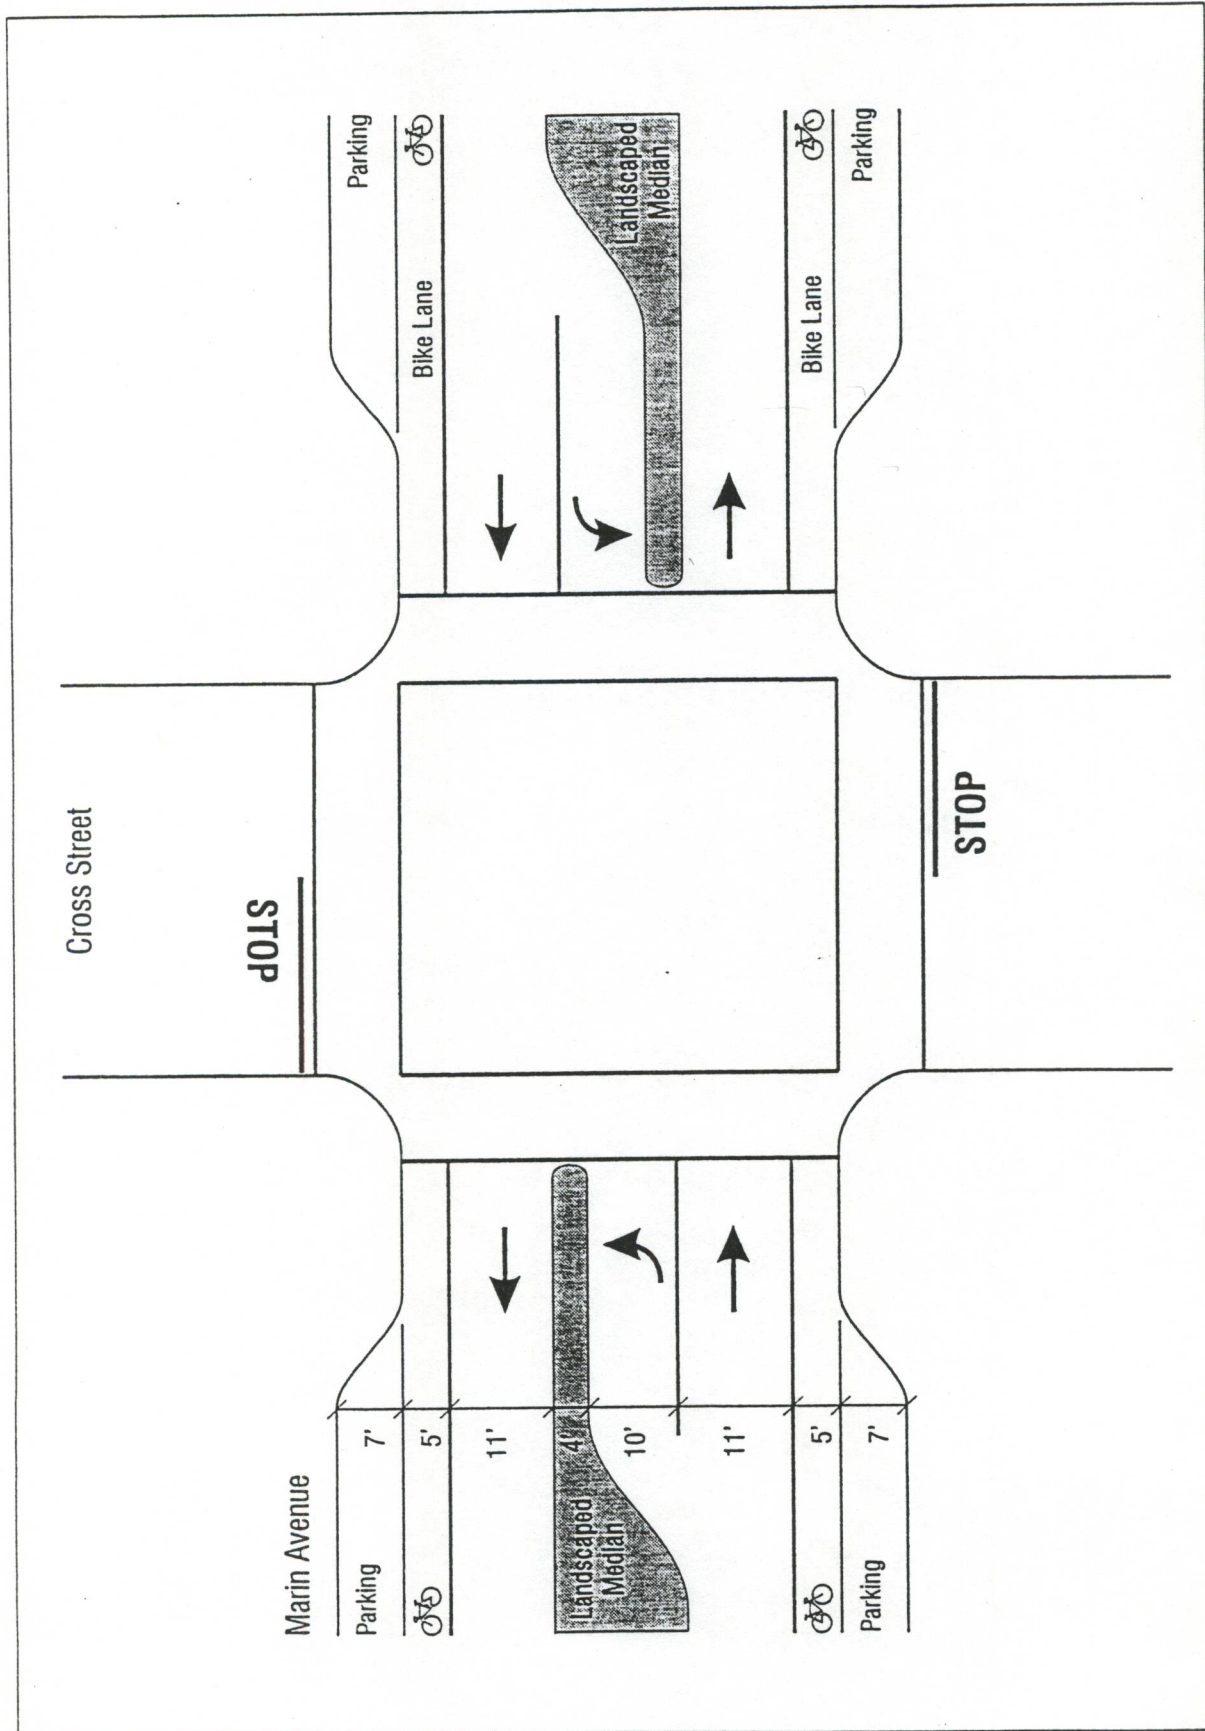 Cross Street
STOP
Marin Avenue
Parking
7'
5'
11'
Landscaped
Median
4'
10'
11'
5'
Parking
7'
Parking
Bike Lane
Landscaped
Median
Bike Lane
Parking
STOP